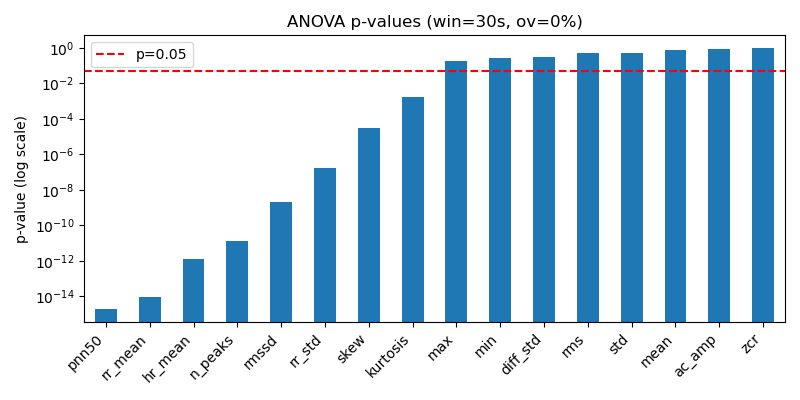 ANOVA p-values (win=30s, ov=0%)
p=0.05
p-value (log scale)
10⁰
10⁻²
10⁻⁴
10⁻⁶
10⁻⁸
10⁻¹⁰
10⁻¹²
10⁻¹⁴
pnn50
rr_mean
hr_mean
n_peaks
rmssd
rr_std
skew
kurtosis
max
min
diff_std
rms
std
mean
ac_amp
zcr